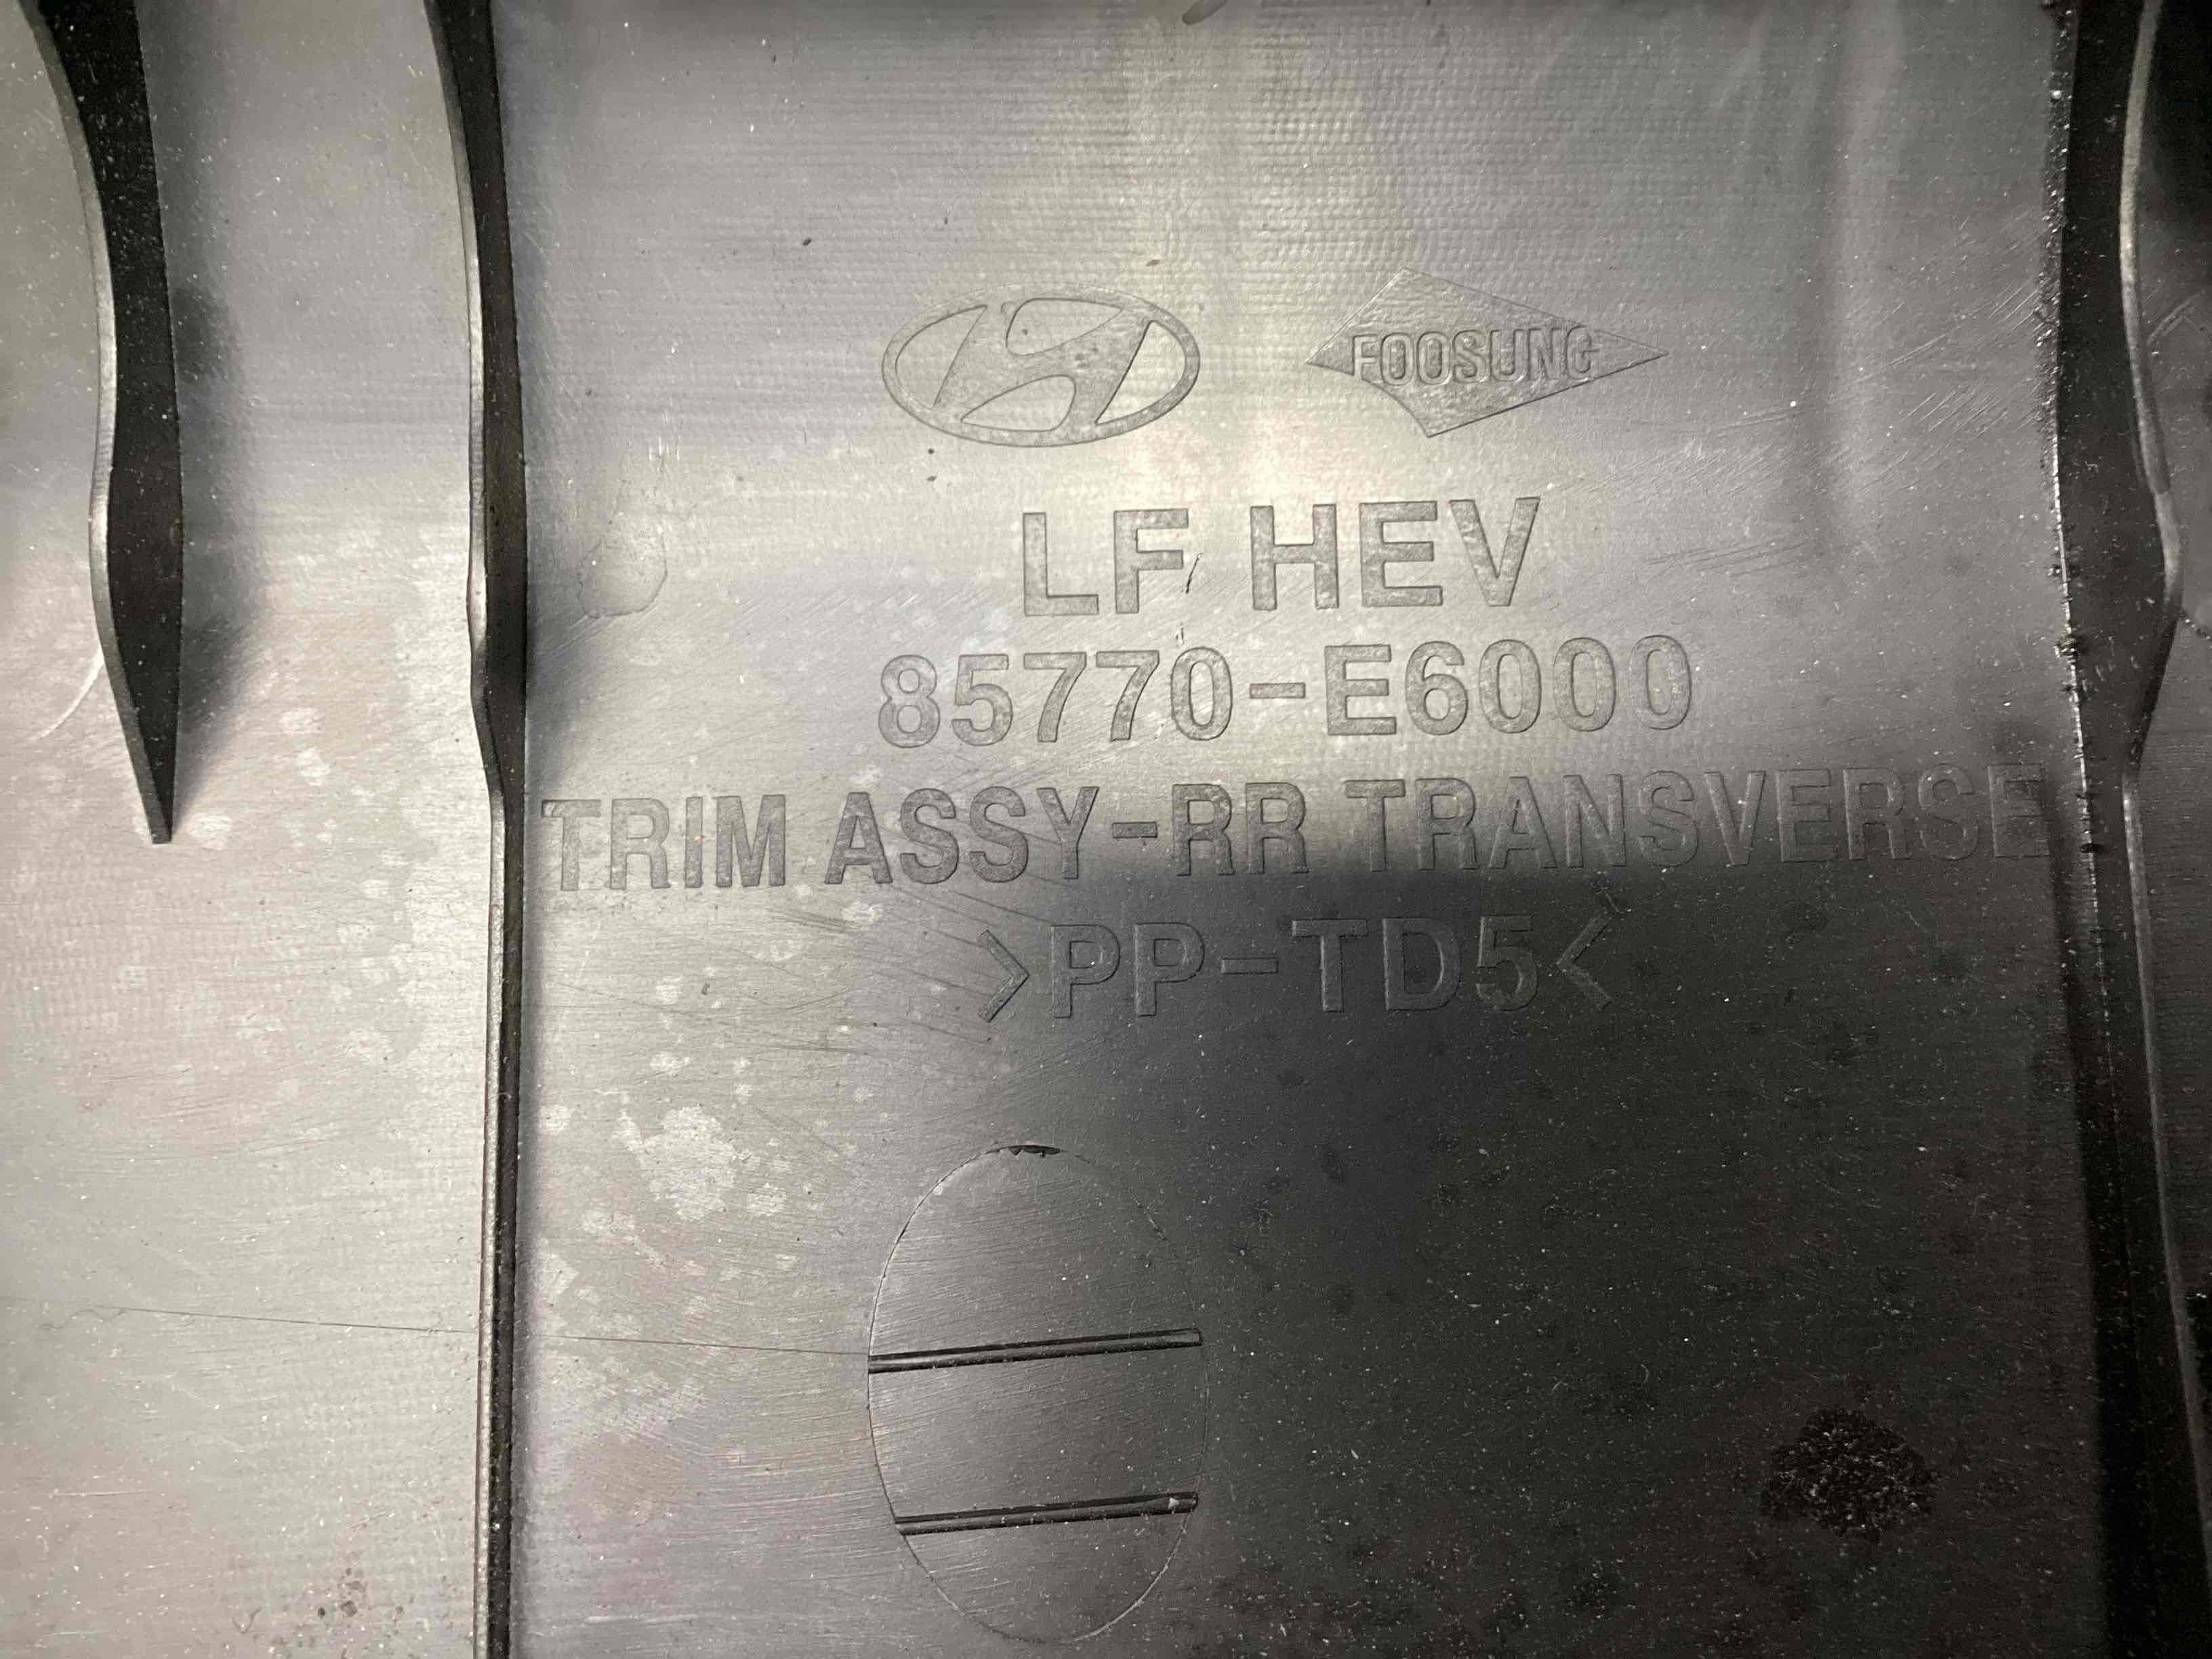 FOOSUNG
LF HEV
85770-E6000
TRIM ASSY-RR TRANSVERSE
>PP-TD5<